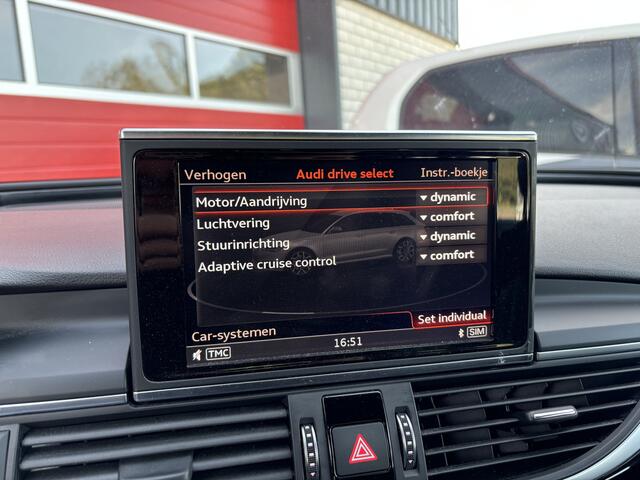 Verhogen Audi drive select Instr.-boekje
Motor/Aandrijving dynamic
Luchtvering comfort
Stuurinrichting dynamic
Adaptive cruise control comfort
Set individual
Car-systemen
TMC 16:51 SIM